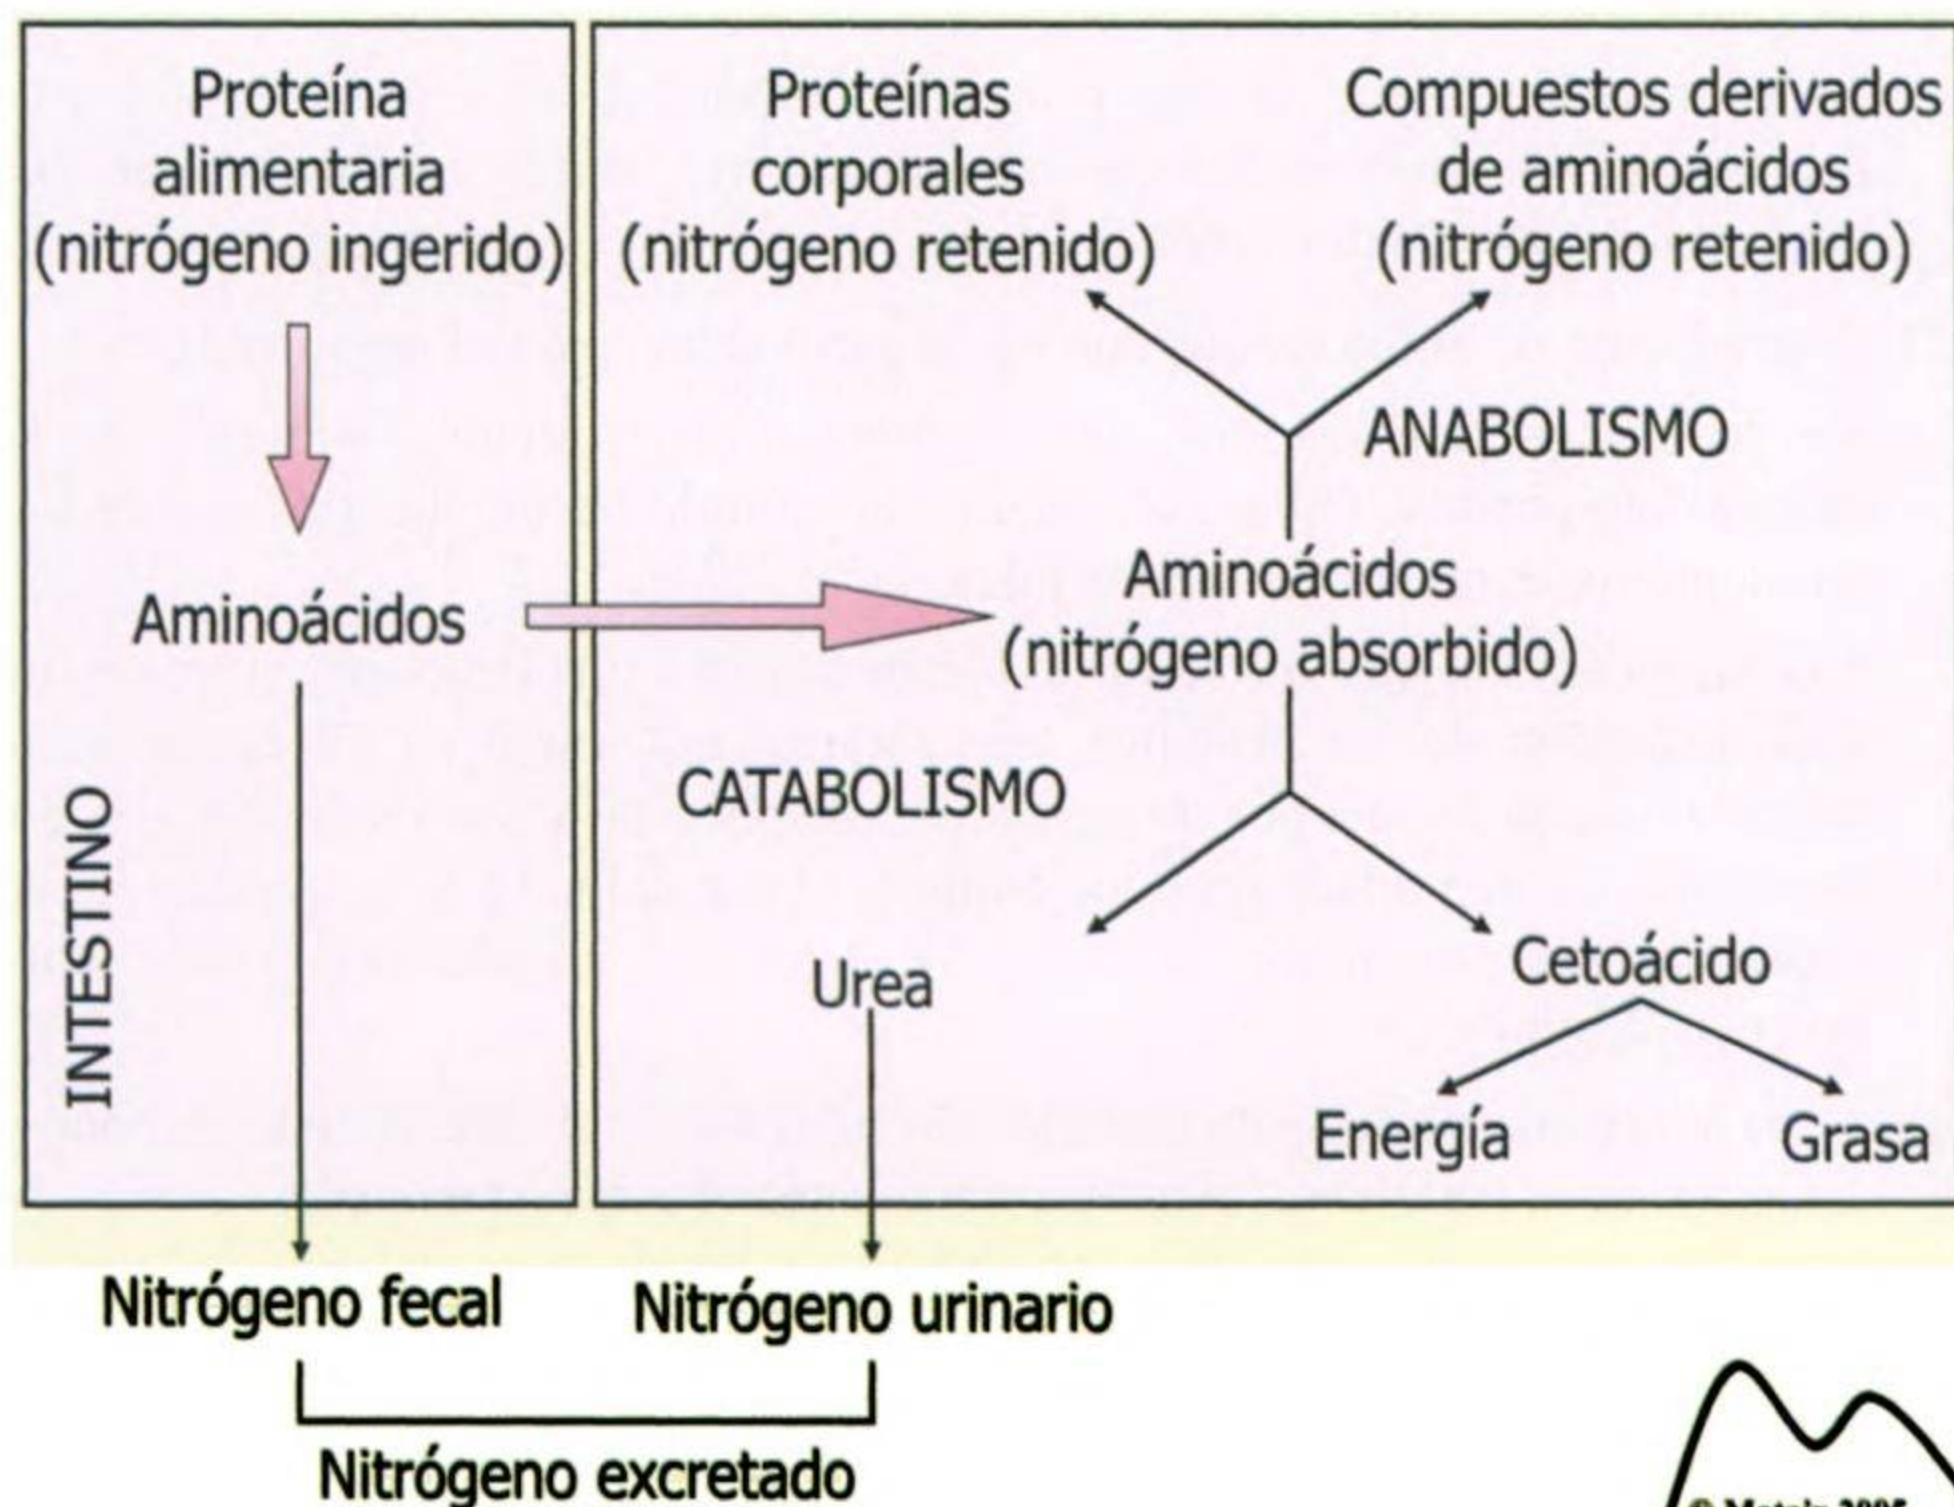 Proteína
alimentaria
(nitrógeno ingerido)
Aminoácidos
INTESTINO
Proteínas
corporales
(nitrógeno retenido)
Compuestos derivados
de aminoácidos
(nitrógeno retenido)
ANABOLISMO
Aminoácidos
(nitrógeno absorbido)
CATABOLISMO
Urea
Cetoácido
Energía
Grasa
Nitrógeno fecal
Nitrógeno urinario
Nitrógeno excretado